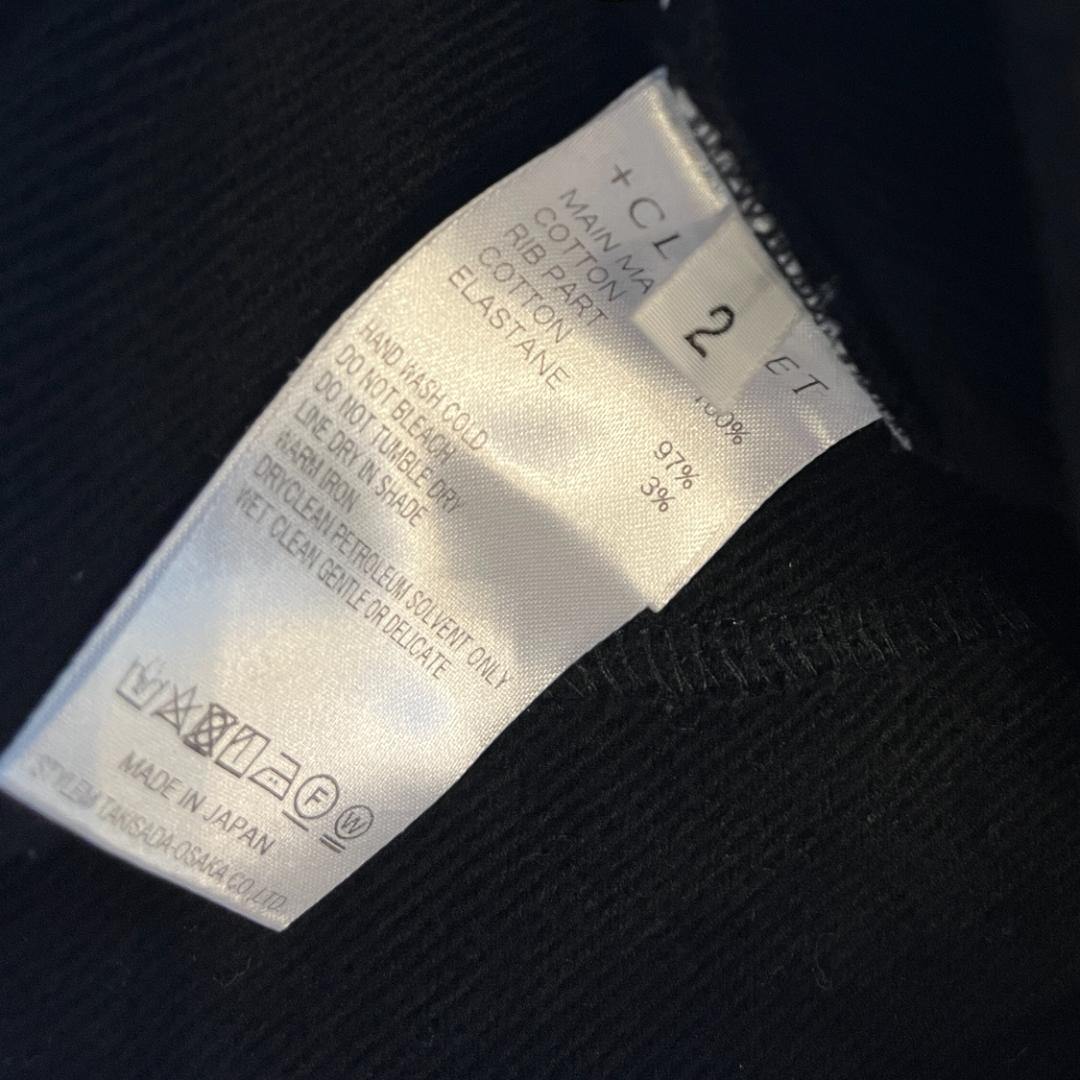 +CL ET
2
MAIN MA
COTTON 100%
RIB PART
COTTON 97%
ELASTANE 3%
HAND WASH COLD
DO NOT BLEACH
DO NOT TUMBLE DRY
LINE DRY IN SHADE
WARM IRON
DRYCLEAN-PETROLEUM SOLVENT ONLY
WET CLEAN GENTLE OR DELICATE
F W
MADE IN JAPAN
STYLEM TAKISADA-OSAKA CO.,LTD.